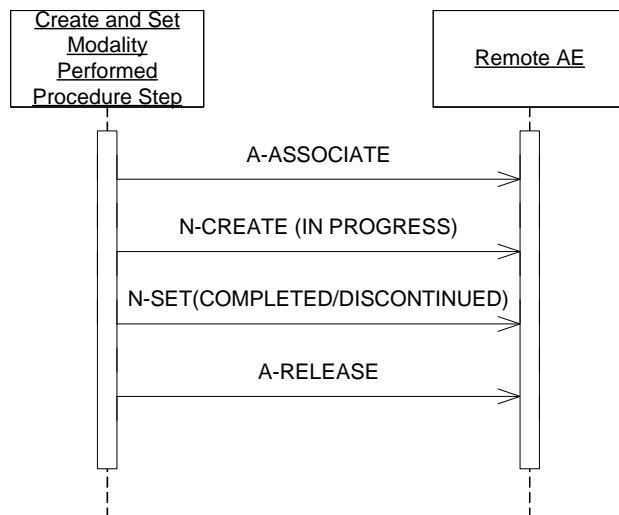 Create and Set
Modality
Performed
Procedure Step
Remote AE
A-ASSOCIATE
N-CREATE (IN PROGRESS)
N-SET(COMPLETED/DISCONTINUED)
A-RELEASE